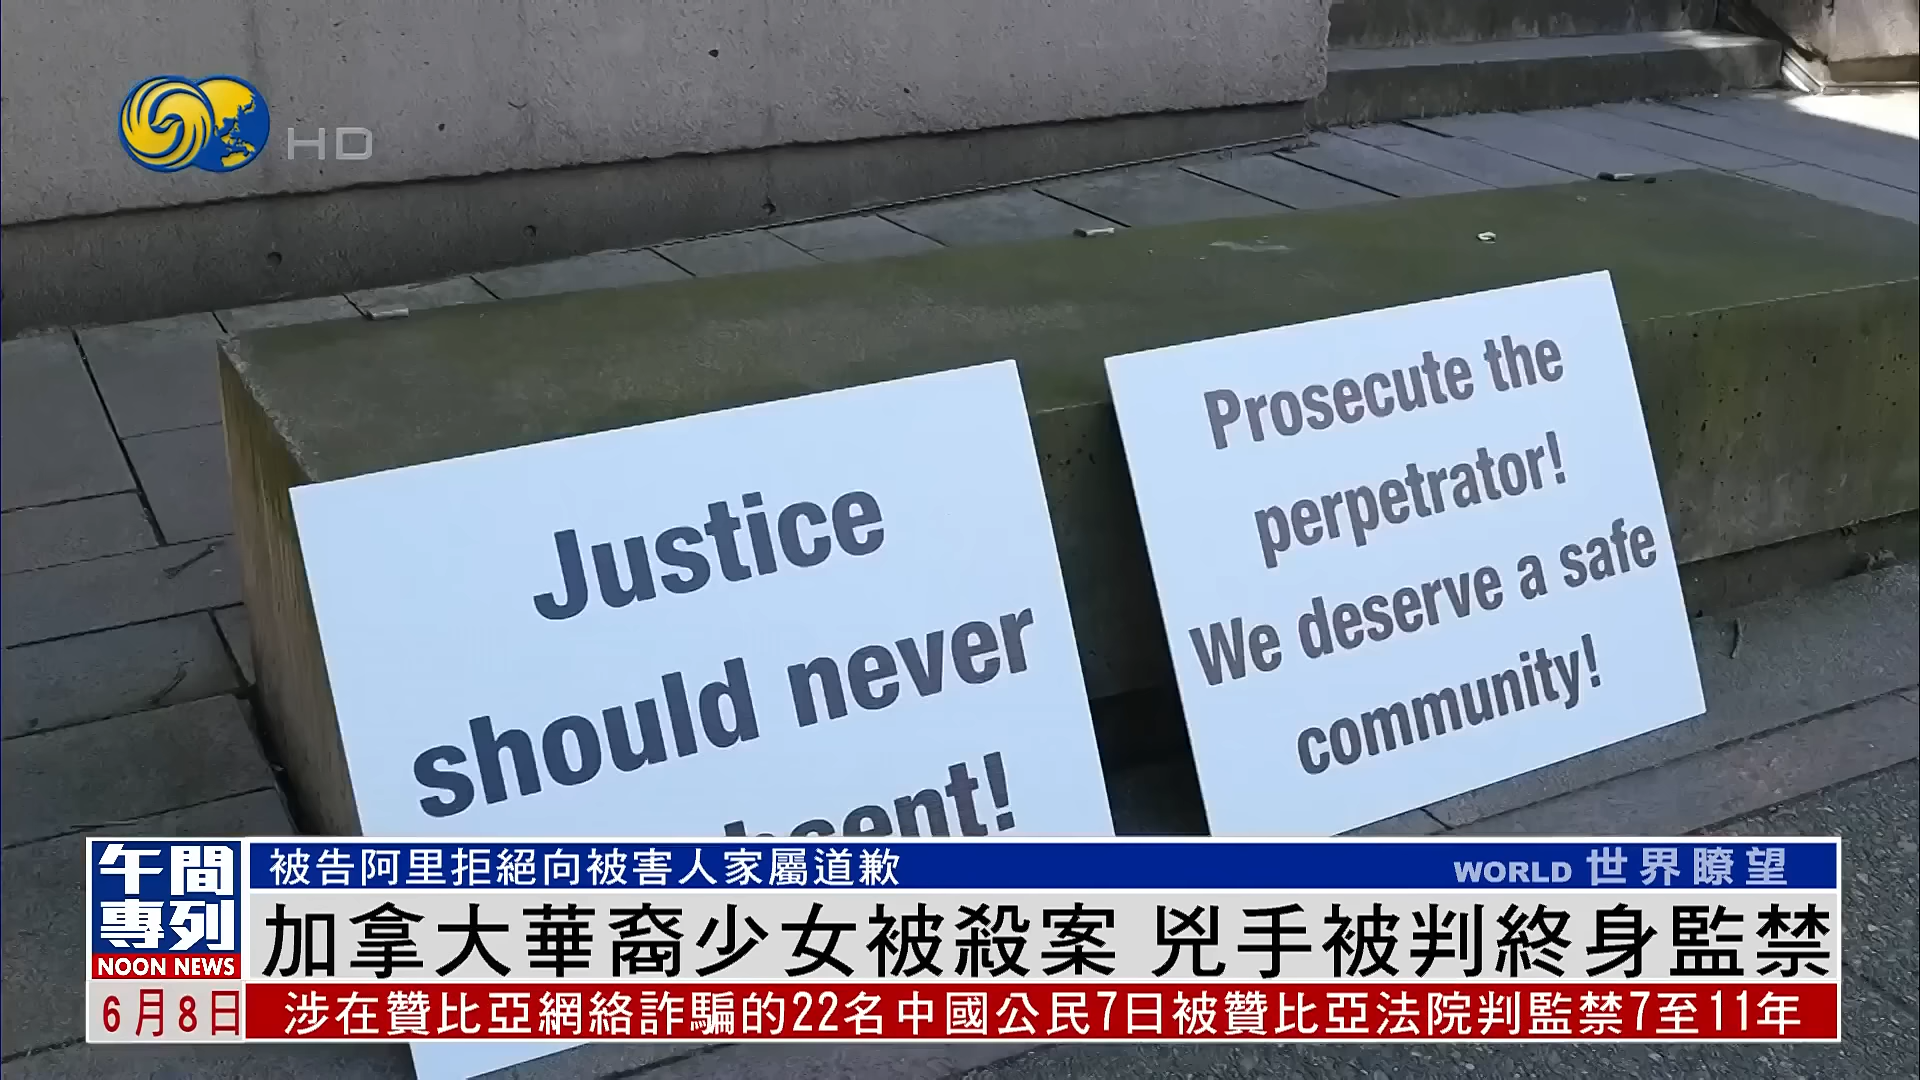 HD
Justice
should never
Prosecute the
perpetrator!
We deserve a safe
community!
午間
專列
NOON NEWS
被告阿里拒絕向被害人家屬道歉
WORLD 世界瞭望
加拿大華裔少女被殺案 兇手被判終身監禁
6月8日
涉在贊比亞網絡詐騙的22名中國公民7日被贊比亞法院判監禁7至11年